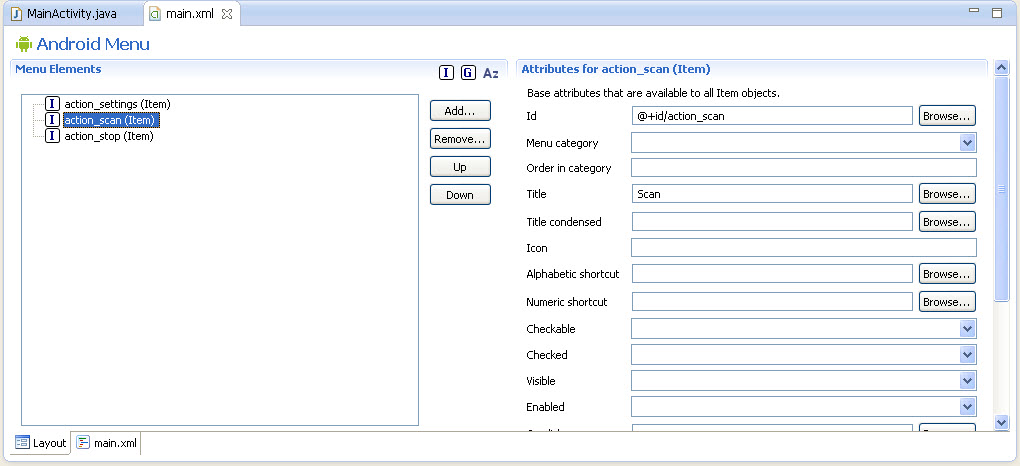 MainActivity.java
main.xml
Android Menu
Menu Elements
I G Az
I action_settings (Item)
I action_scan (Item)
I action_stop (Item)
Add...
Remove...
Up
Down
Attributes for action_scan (Item)
Base attributes that are available to all Item objects.
Id @+id/action_scan Browse...
Menu category
Order in category
Title Scan Browse...
Title condensed Browse...
Icon
Alphabetic shortcut Browse...
Numeric shortcut Browse...
Checkable
Checked
Visible
Enabled
Layout
main.xml